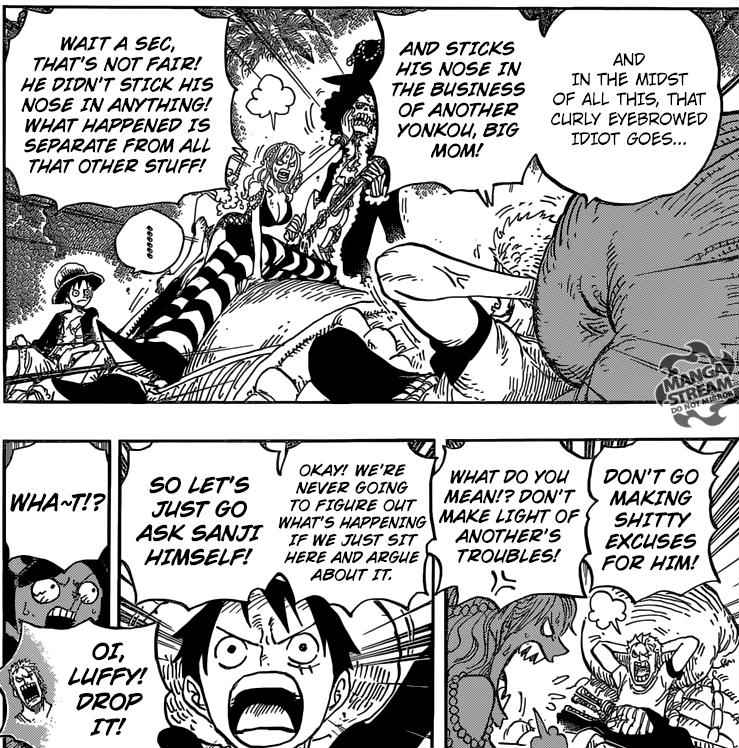 AND
IN THE MIDST
OF ALL THIS, THAT
CURLY EYEBROWED
IDIOT GOES...
AND STICKS
HIS NOSE IN
THE BUSINESS
OF ANOTHER
YONKOU, BIG
MOM!
WAIT A SEC,
THAT'S NOT FAIR!
HE DIDN'T STICK HIS
NOSE IN ANYTHING!
WHAT HAPPENED IS
SEPARATE FROM ALL
THAT OTHER STUFF!
MANGA
STREAM
DO NOT MIRROR
DON'T GO
MAKING
SHITTY
EXCUSES
FOR HIM!
WHAT DO YOU
MEAN!? DON'T
MAKE LIGHT OF
ANOTHER'S
TROUBLES!
OKAY! WE'RE
NEVER GOING
TO FIGURE OUT
WHAT'S HAPPENING
IF WE JUST SIT
HERE AND ARGUE
ABOUT IT.
SO LET'S
JUST GO
ASK SANJI
HIMSELF!
WHA~T!?
OI,
LUFFY!
DROP
IT!